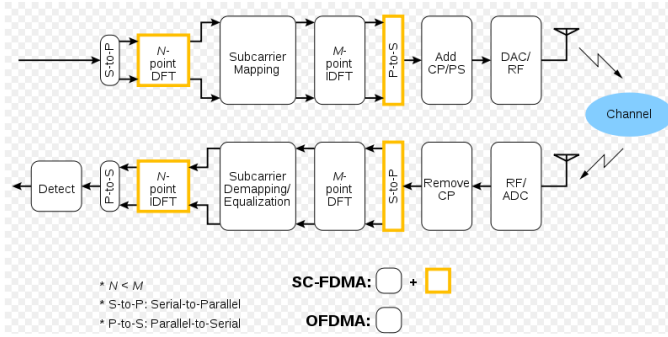 S-to-P
N-
point
DFT
Subcarrier
Mapping
M-
point
IDFT
P-to-S
Add
CP/PS
DAC/
RF
Channel
Detect
P-to-S
N-
point
IDFT
Subcarrier
Demapping/
Equalization
M-
point
DFT
S-to-P
Remove
CP
RF/
ADC
* N < M
* S-to-P: Serial-to-Parallel
* P-to-S: Parallel-to-Serial
SC-FDMA: +
OFDMA: